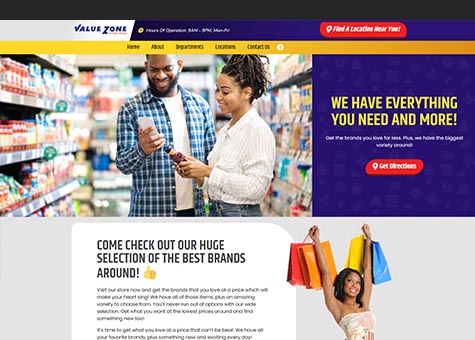 VALUE ZONE
Hours Of Operation: 9AM - 9PM, Mon-Fri
Find A Location Near You!
Home About Departments Locations Contact Us
WE HAVE EVERYTHING
YOU NEED AND MORE!
Get the brands you love for less. Plus, we have the biggest
variety around!
Get Directions
COME CHECK OUT OUR HUGE
SELECTION OF THE BEST BRANDS
AROUND! 👍
Visit our store now and get the brands that you love at a price which will
make your heart sing! We have all of those items, plus an amazing
variety to choose from. You'll never run out of options with our wide
selection. Get what you want at the lowest prices around and find
something new too!
It's time to get what you love at a price that can't be beat. We have all
your favorite brands, plus something new and exciting every day!